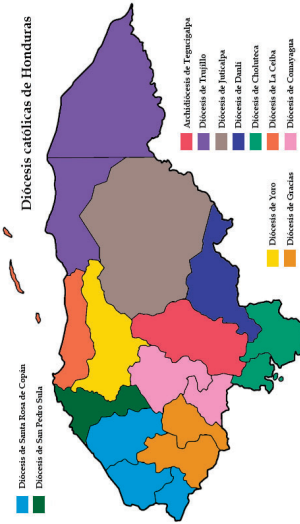 Diócesis católicas de Honduras
Diócesis de Santa Rosa de Copán
Diócesis de San Pedro Sula
Archidiócesis de Tegucigalpa
Diócesis de Trujillo
Diócesis de Juticalpa
Diócesis de Danlí
Diócesis de Choluteca
Diócesis de La Ceiba
Diócesis de Comayagua
Diócesis de Yoro
Diócesis de Gracias